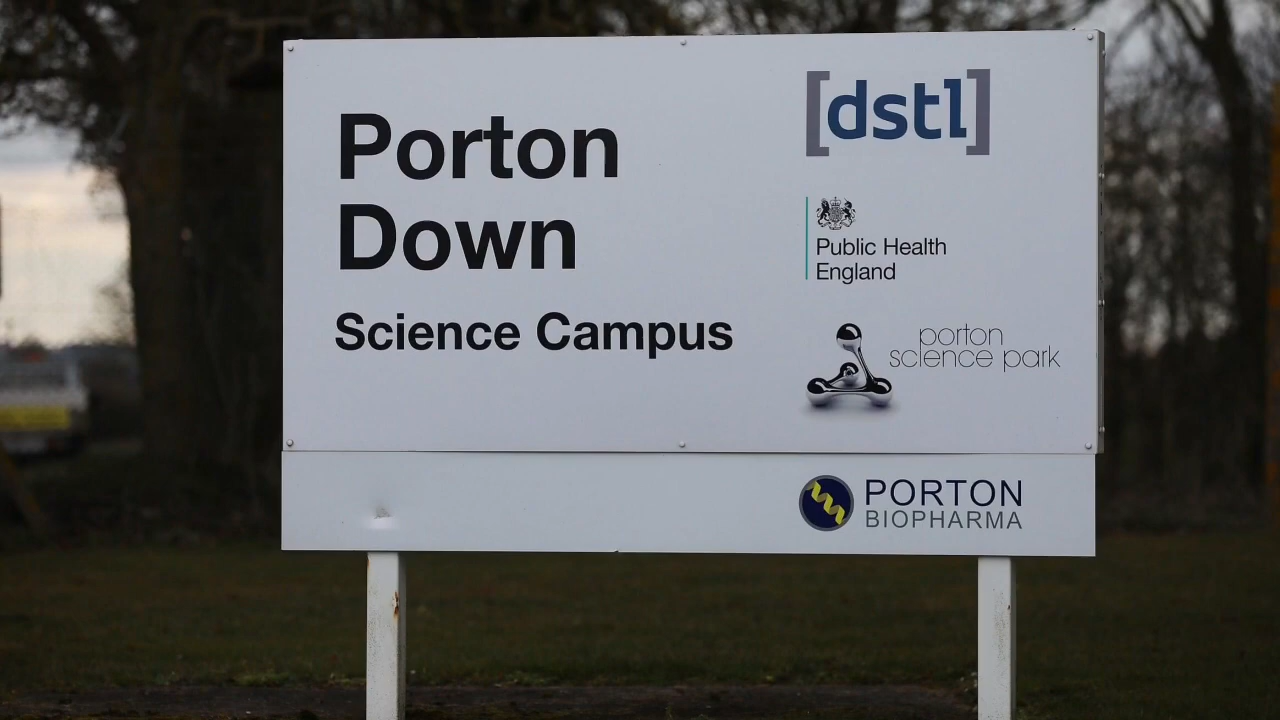 Porton
Down
Science Campus
[dstl]
Public Health
England
porton
science park
PORTON
BIOPHARMA